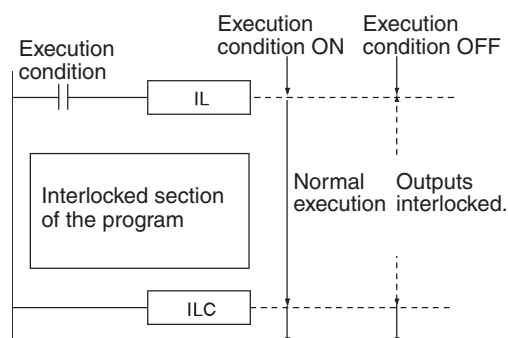 Execution
condition
Execution
condition ON
Execution
condition OFF
IL
Interlocked section
of the program
Normal
execution
Outputs
interlocked.
ILC